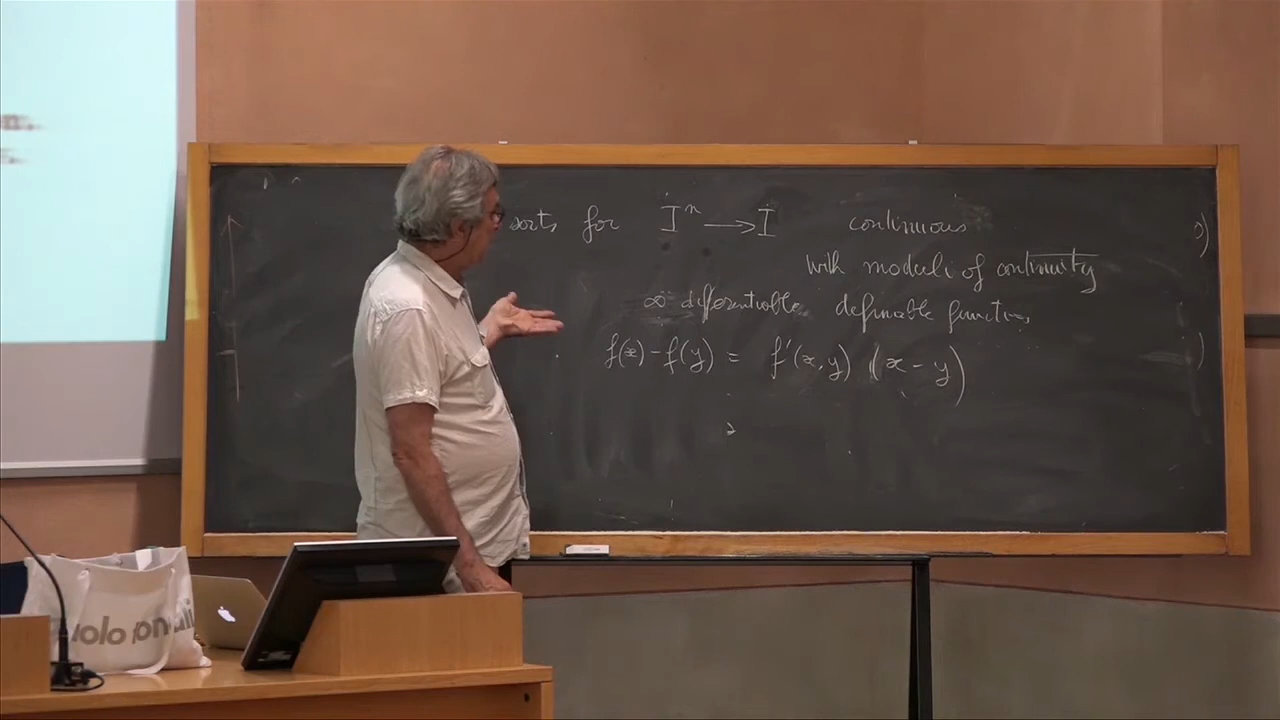 sorts for Iⁿ → I continuous
with moduli of continuity
∞ differentiable definable functions
f(x) - f(y) = f'(x, y) (x - y)